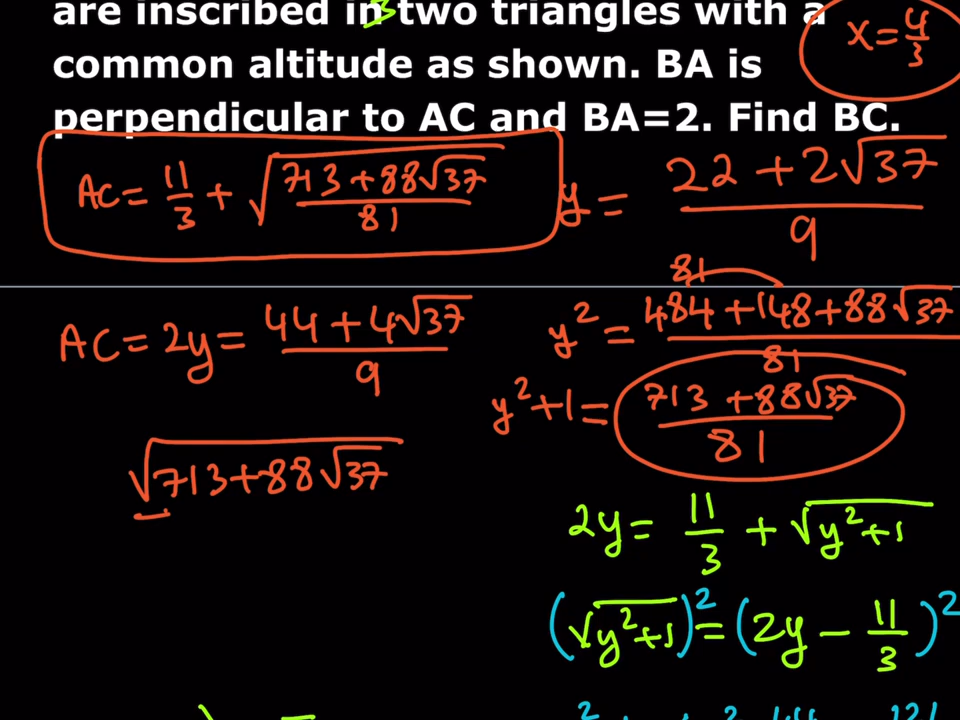 are inscribed in two triangles with a
common altitude as shown. BA is
perpendicular to AC and BA=2. Find BC.
x = 4/3
AC = 11/3 + √((713 + 88√37)/81)
y = (22 + 2√37)/9
81
AC = 2y = (44 + 4√37)/9
y² = (484 + 148 + 88√37)/81
y² + 1 = (713 + 88√37)/81
√(713 + 88√37)
2y = 11/3 + √(y² + 1)
(√(y² + 1))² = (2y − 11/3)²